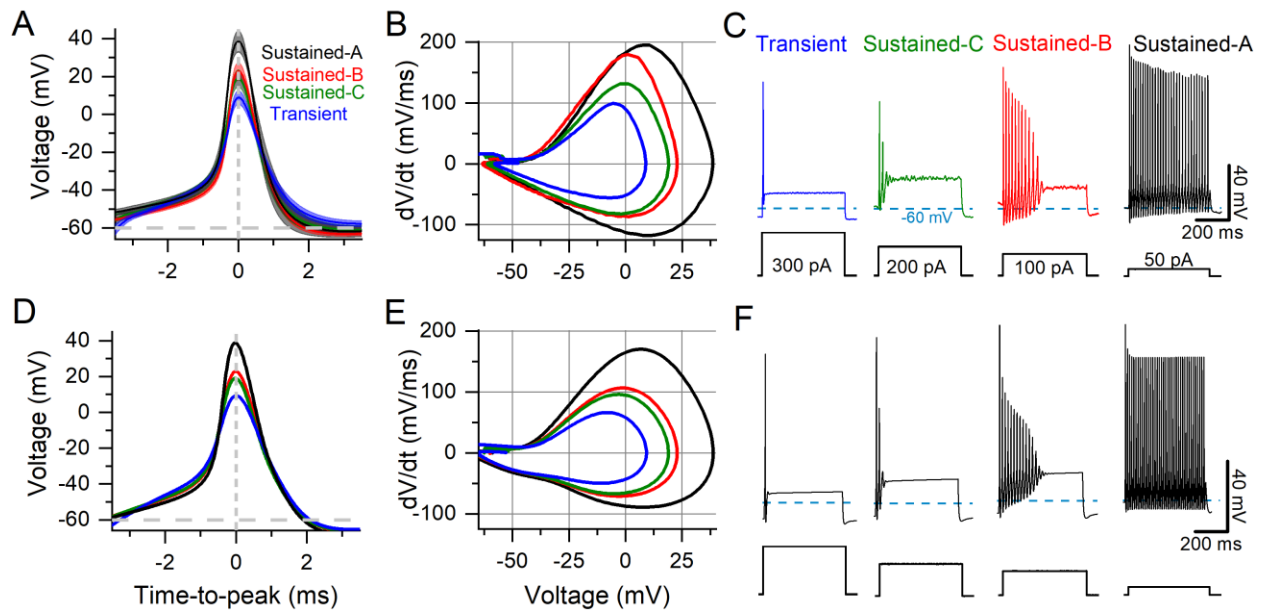 A
Voltage (mV)
40
20
0
-20
-40
-60
Sustained-A
Sustained-B
Sustained-C
Transient
-2
0
2
B
dV/dt (mV/ms)
200
100
0
-100
-50
-25
0
25
C
Transient
Sustained-C
Sustained-B
Sustained-A
-60 mV
40 mV
200 ms
300 pA
200 pA
100 pA
50 pA
D
Voltage (mV)
40
20
0
-20
-40
-60
-2
0
2
Time-to-peak (ms)
E
dV/dt (mV/ms)
200
100
0
-100
-50
-25
0
25
Voltage (mV)
F
40 mV
200 ms